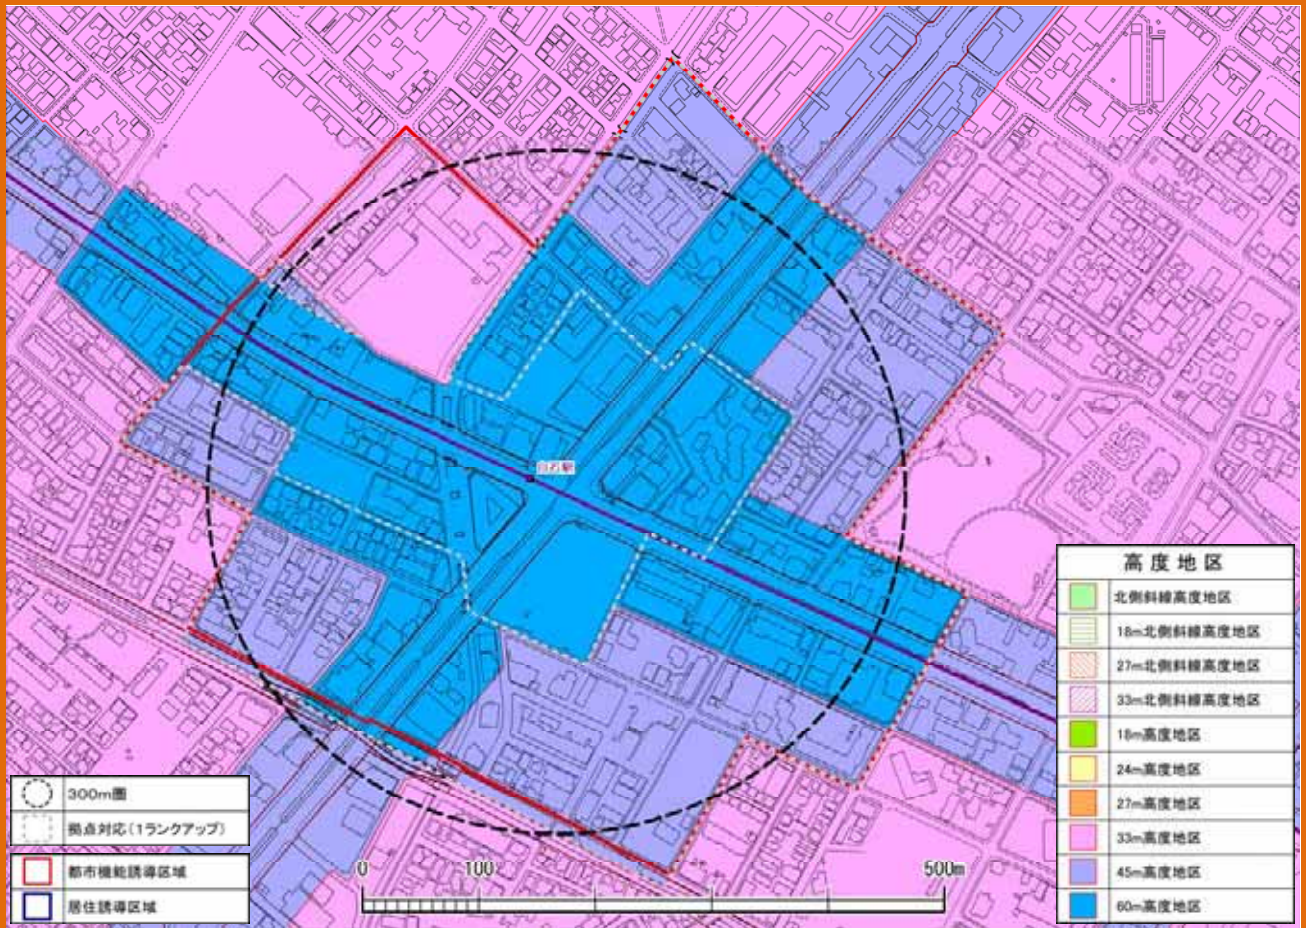 白石駅
高度地区
北側斜線高度地区
18m北側斜線高度地区
27m北側斜線高度地区
33m北側斜線高度地区
18m高度地区
24m高度地区
27m高度地区
33m高度地区
45m高度地区
60m高度地区
300m圏
拠点対応(1ランクアップ)
都市機能誘導区域
居住誘導区域
0 100 500m